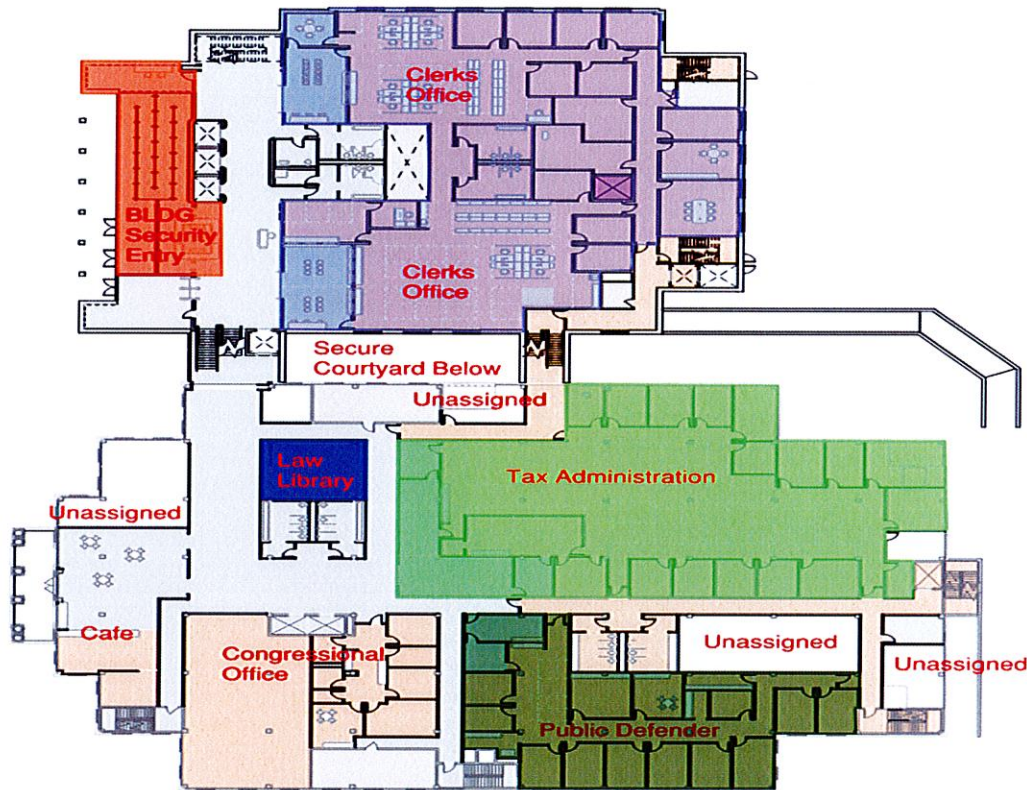 Clerks
Office
BLDG
Security
Entry
Clerks
Office
Secure
Courtyard Below
Unassigned
Law
Library
Tax Administration
Unassigned
Cafe
Congressional
Office
Unassigned
Unassigned
Public Defender